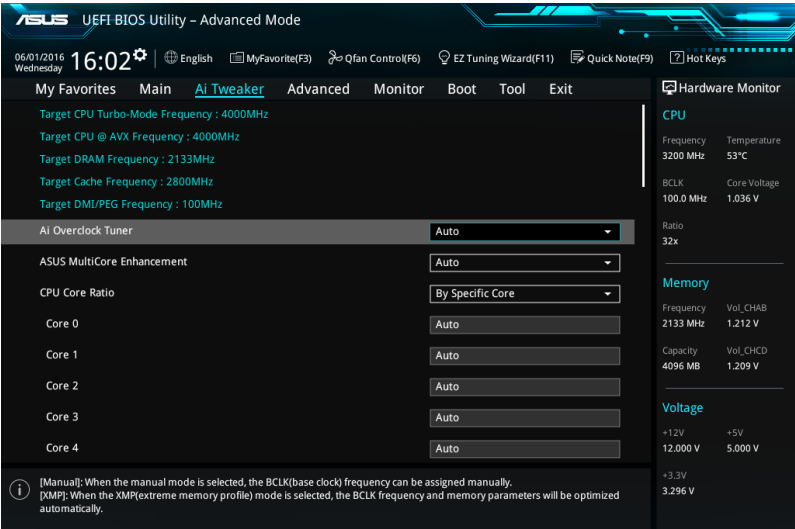 ASUS UEFI BIOS Utility – Advanced Mode
06/01/2016
Wednesday
16:02
English
MyFavorite(F3)
Qfan Control(F6)
EZ Tuning Wizard(F11)
Quick Note(F9)
? Hot Keys
My Favorites Main Ai Tweaker Advanced Monitor Boot Tool Exit
Target CPU Turbo-Mode Frequency : 4000MHz
Target CPU @ AVX Frequency : 4000MHz
Target DRAM Frequency : 2133MHz
Target Cache Frequency : 2800MHz
Target DMI/PEG Frequency : 100MHz
Ai Overclock Tuner Auto
ASUS MultiCore Enhancement Auto
CPU Core Ratio By Specific Core
Core 0 Auto
Core 1 Auto
Core 2 Auto
Core 3 Auto
Core 4 Auto
[Manual]: When the manual mode is selected, the BCLK(base clock) frequency can be assigned manually.
[XMP]: When the XMP(extreme memory profile) mode is selected, the BCLK frequency and memory parameters will be optimized
automatically.
Hardware Monitor
CPU
Frequency Temperature
3200 MHz 53°C
BCLK Core Voltage
100.0 MHz 1.036 V
Ratio
32x
Memory
Frequency Vol_CHAB
2133 MHz 1.212 V
Capacity Vol_CHCD
4096 MB 1.209 V
Voltage
+12V +5V
12.000 V 5.000 V
+3.3V
3.296 V